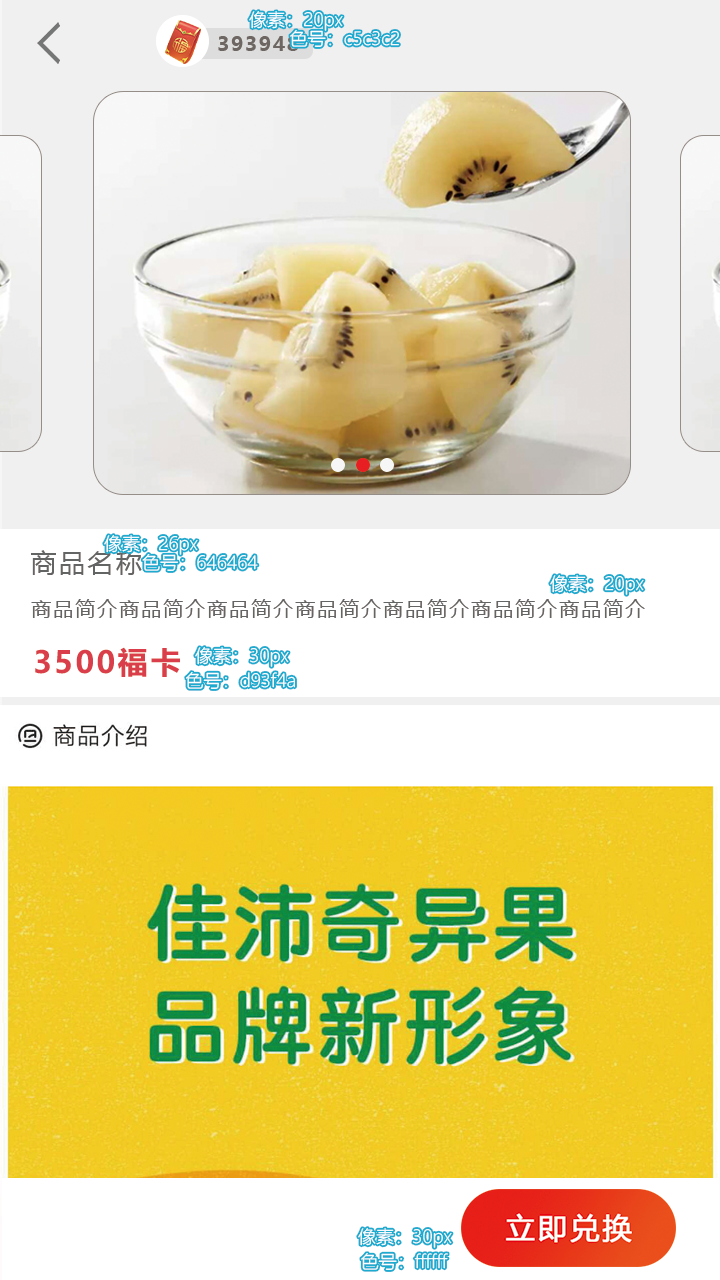 像素：20px
393948
色号：c5c3c2
像素：26px
商品名称
色号：646464
像素：20px
商品简介商品简介商品简介商品简介商品简介商品简介商品简介
3500福卡
像素：30px
色号：d93f4a
商品介绍
佳沛奇异果
品牌新形象
立即兑换
像素：30px
色号：ffffff